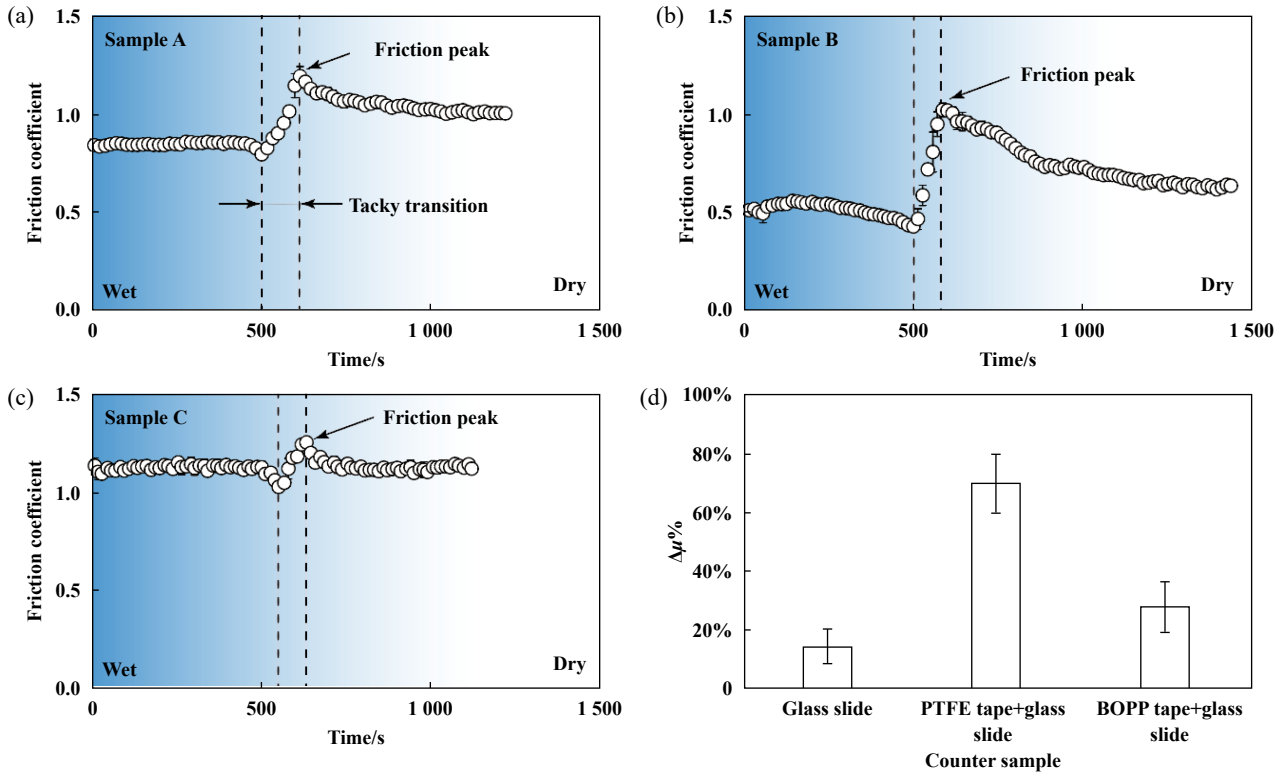 (a)
1.5
Sample A
Friction peak
1.0
Friction coefficient
0.5
Tacky transition
Wet
Dry
0.0
0
500
1 000
1 500
Time/s
(b)
1.5
Sample B
Friction peak
1.0
Friction coefficient
0.5
Wet
Dry
0.0
0
500
1 000
1 500
Time/s
(c)
1.5
Sample C
Friction peak
1.0
Friction coefficient
0.5
Wet
Dry
0.0
0
500
1 000
1 500
Time/s
(d)
100%
80%
60%
Δμ%
40%
20%
0
Glass slide
PTFE tape+glass
slide
BOPP tape+glass
slide
Counter sample